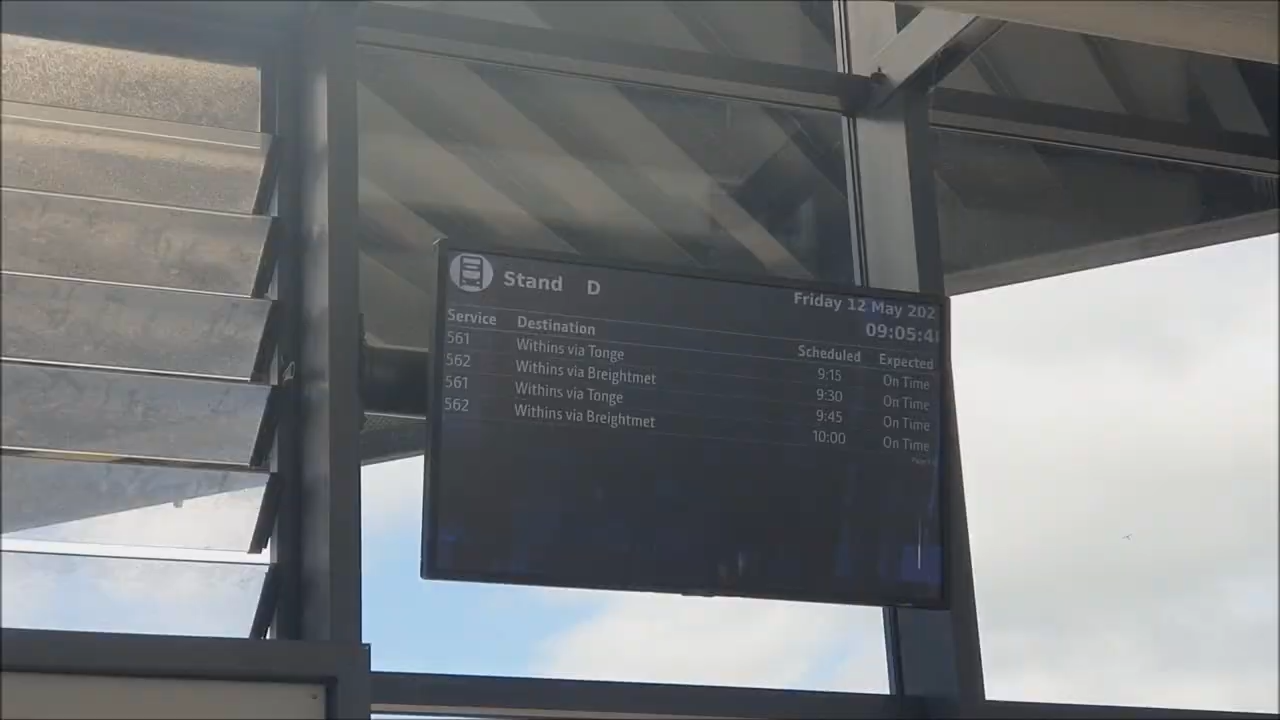 Stand D
Friday 12 May 202
09:05:4
Service Destination Scheduled Expected
561 Withins via Tonge 9:15 On Time
562 Withins via Breightmet 9:30 On Time
561 Withins via Tonge 9:45 On Time
562 Withins via Breightmet 10:00 On Time